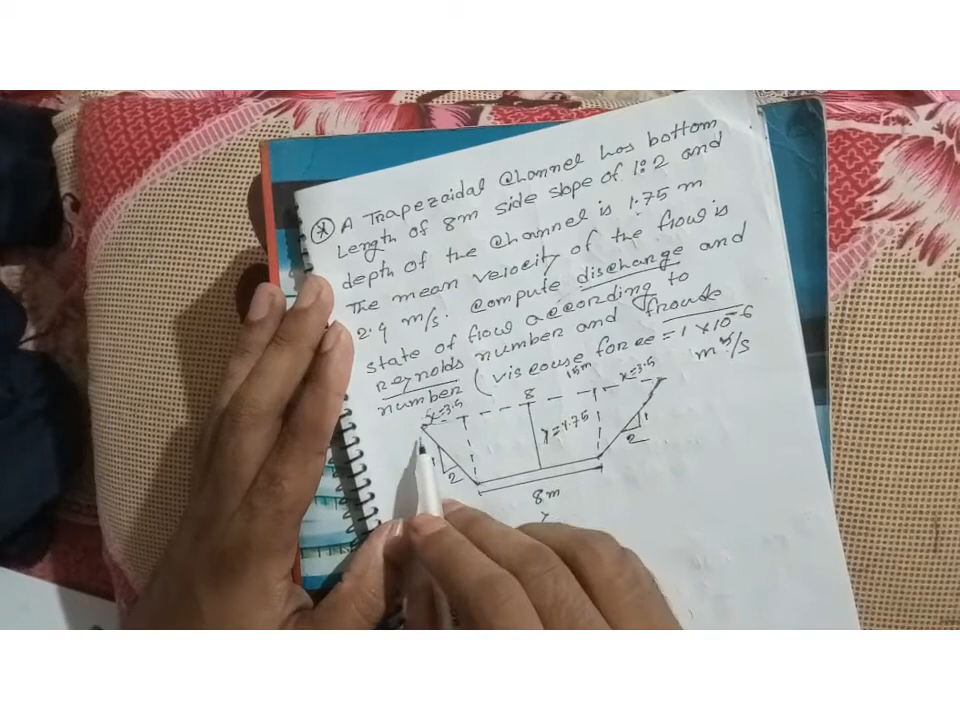 (*) A Trapezoidal channel has bottom
Length of 8m side slope of 1:2 and
depth of the channel is 1.75 m
The mean velocity of the flow is
2.4 m/s. compute discharge and
state of flow according to
Reynolds number and froude
number (viscouse foree = 1 X 10-6
m²/s
x=3.5 8 15m x=3.5
y=1.75
1 2 1 2
8m